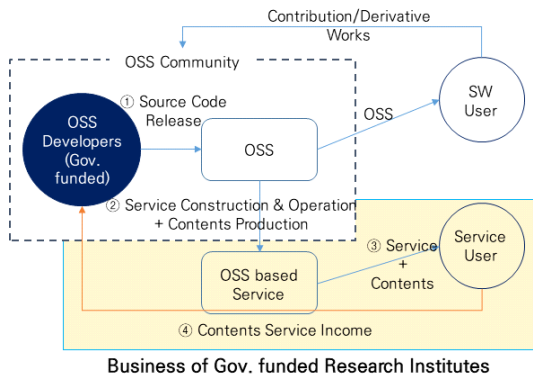 Contribution/Derivative
Works
OSS Community
① Source Code
Release
OSS
Developers
(Gov.
funded)
OSS
OSS
SW
User
② Service Construction & Operation
+ Contents Production
③ Service
+
Contents
Service
User
OSS based
Service
④ Contents Service Income
Business of Gov. funded Research Institutes